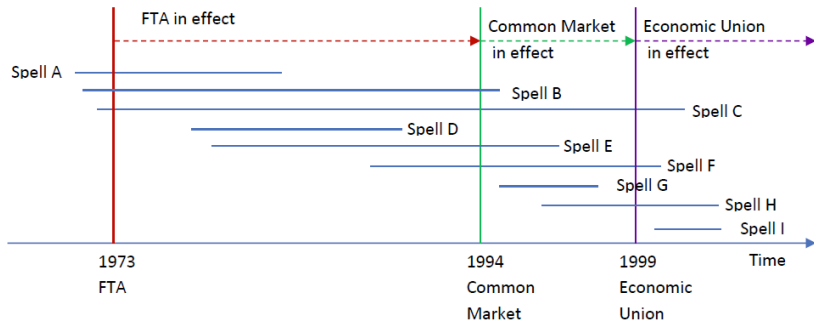 FTA in effect
Common Market
in effect
Economic Union
in effect
Spell A
Spell B
Spell C
Spell D
Spell E
Spell F
Spell G
Spell H
Spell I
1973
FTA
1994
Common
Market
1999
Economic
Union
Time